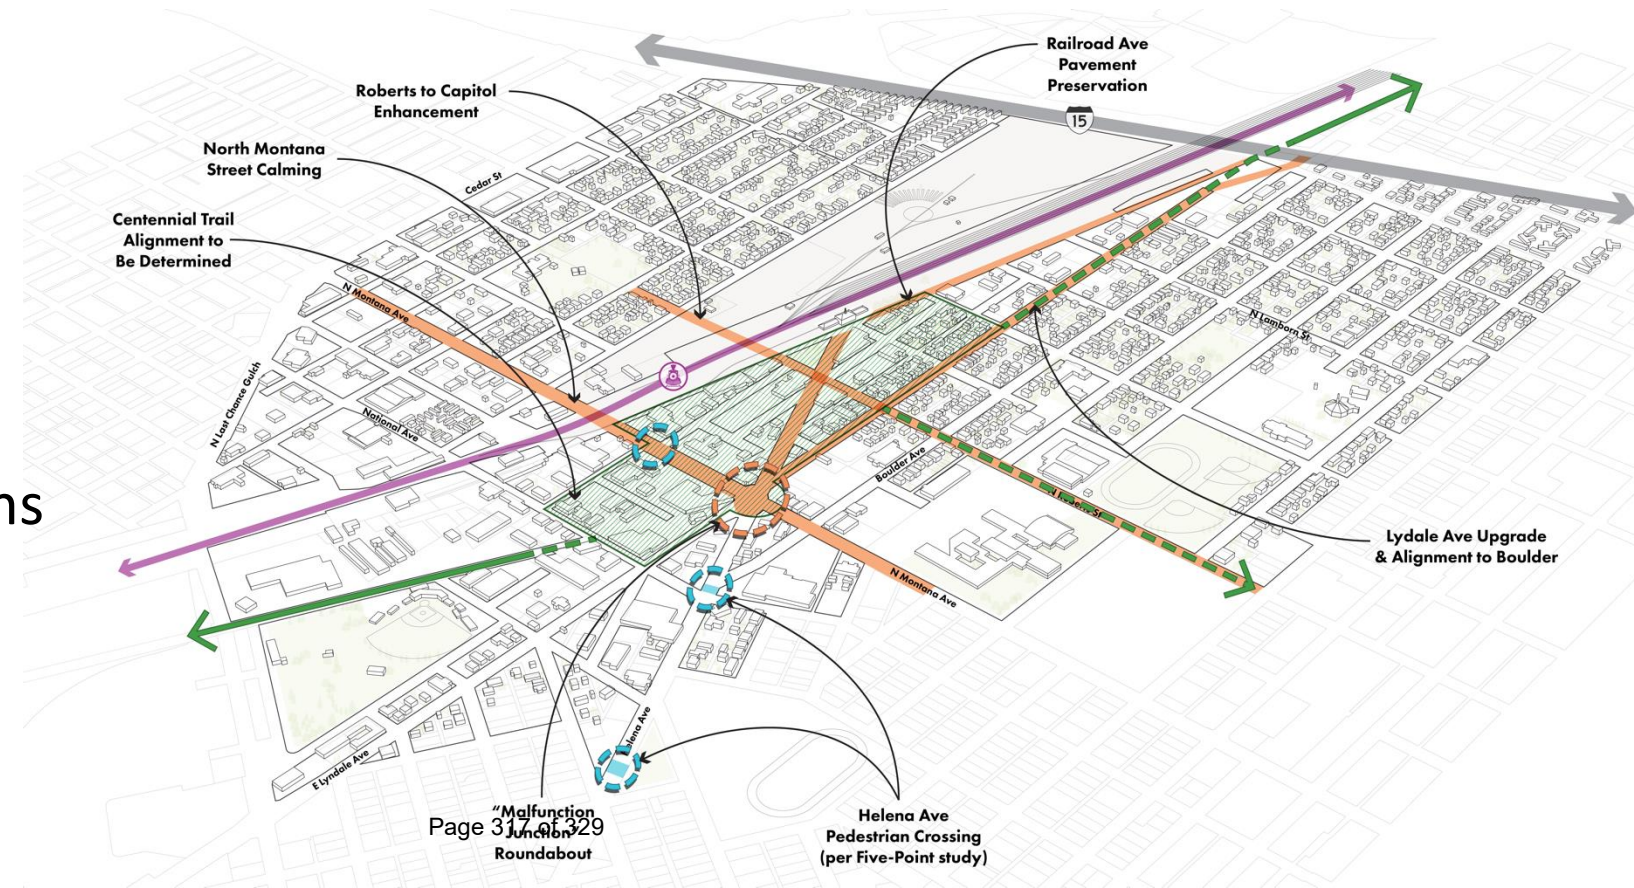 Railroad Ave
Pavement
Preservation
Roberts to Capitol
Enhancement
15
North Montana
Street Calming
Cedar St
Centennial Trail
Alignment to
Be Determined
N Montana Ave
N Lamborn St
N Last Chance Gulch
National Ave
Boulder Ave
ns
Lydale Ave Upgrade
& Alignment to Boulder
N Montana Ave
E Lyndale Ave
"Malfunction
Junction"
Roundabout
Page 317 of 329
Helena Ave
Pedestrian Crossing
(per Five-Point study)